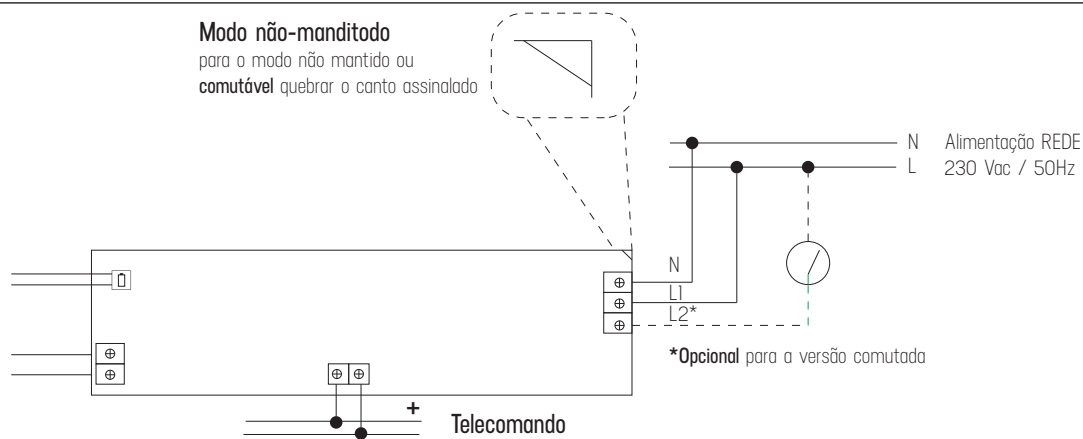 Modo não-manditodo
para o modo não mantido ou
comutável quebrar o canto assinalado
N Alimentação REDE
L 230 Vac / 50Hz
N
L1
L2*
*Opcional para a versão comutada
+
Telecomando